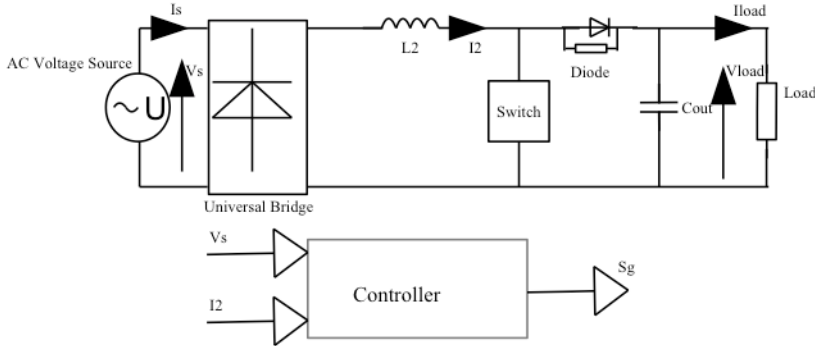 Is
L2
I2
Iload
AC Voltage Source
Vs
U
Diode
Vload
Switch
Cout
Load
Universal Bridge
Vs
Sg
Controller
I2